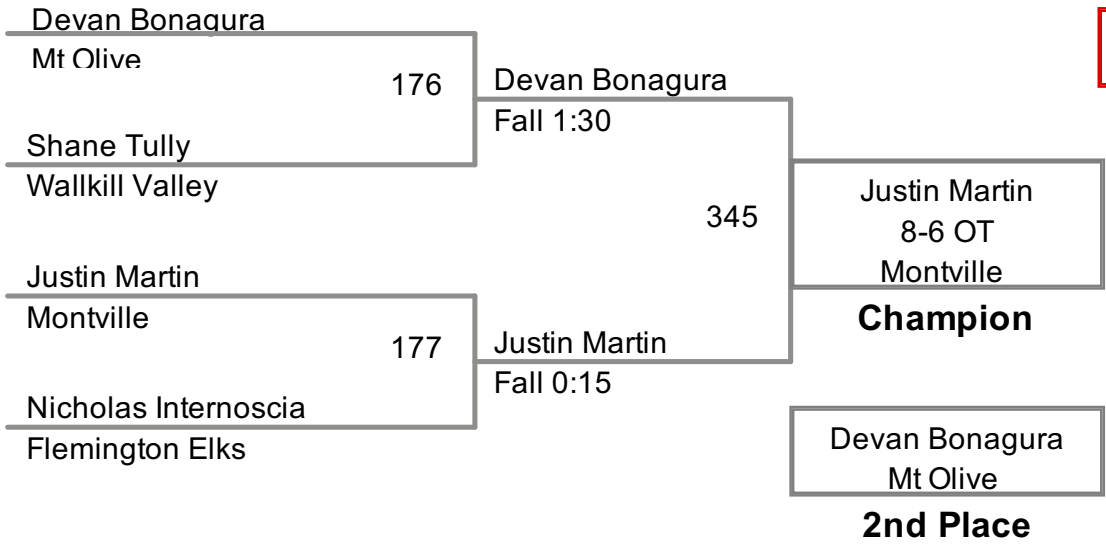 Devan Bonagura
Mt Olive
176
Devan Bonagura
Fall 1:30
Shane Tully
Wallkill Valley
345
Justin Martin
8-6 OT
Montville
Champion
Justin Martin
Montville
177
Justin Martin
Fall 0:15
Nicholas Internoscia
Flemington Elks
Devan Bonagura
Mt Olive
2nd Place